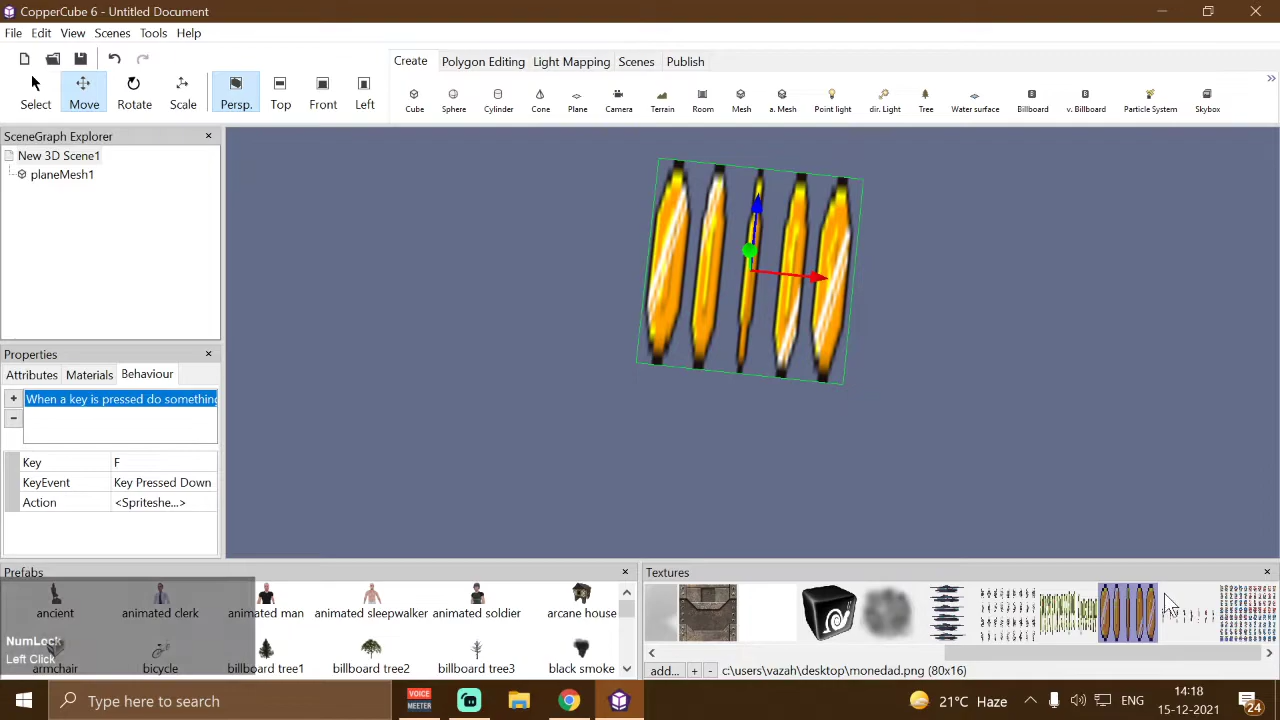 CopperCube 6 - Untitled Document
File Edit View Scenes Tools Help
Create Polygon Editing Light Mapping Scenes Publish
Select Move Rotate Scale Persp. Top Front Left
Cube Sphere Cylinder Cone Plane Camera Terrain Room Mesh a. Mesh Point light dir. Light Tree Water surface Billboard v. Billboard Particle System Skybox
SceneGraph Explorer
New 3D Scene1
planeMesh1
Properties
Attributes Materials Behaviour
+ When a key is pressed do something
-
Key F
KeyEvent Key Pressed Down
Action <Spriteshe...>
Prefabs
ancient animated clerk animated man animated sleepwalker animated soldier arcane house
armchair bicycle billboard tree1 billboard tree2 billboard tree3 black smoke
NumLock
Left Click
Textures
add... + - c:\users\vazah\desktop\monedad.png (80x16)
Type here to search
VOICE
MEETER
21°C Haze
ENG
14:18
15-12-2021
24